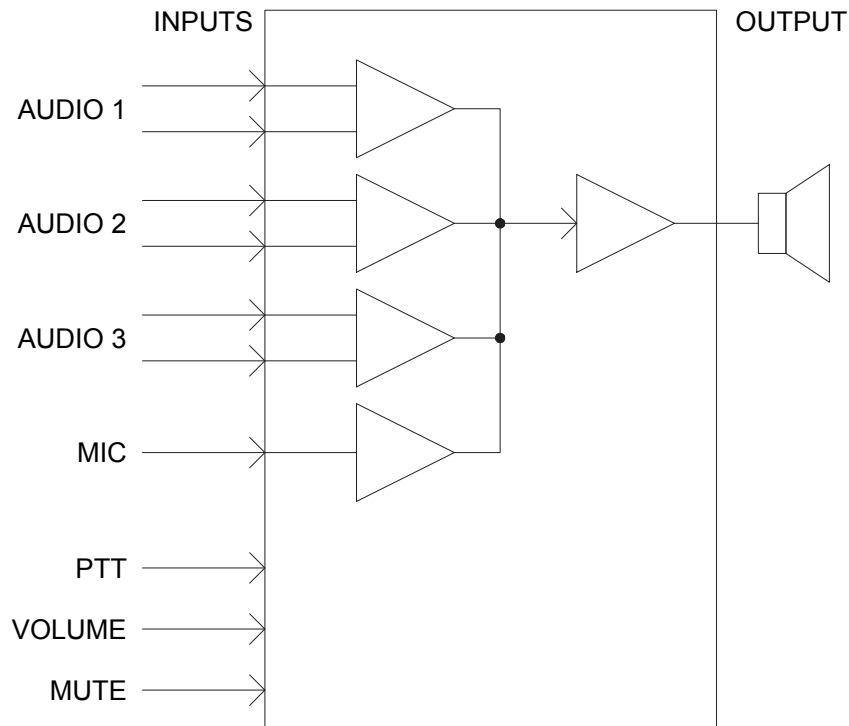 INPUTS
OUTPUT
AUDIO 1
AUDIO 2
AUDIO 3
MIC
PTT
VOLUME
MUTE